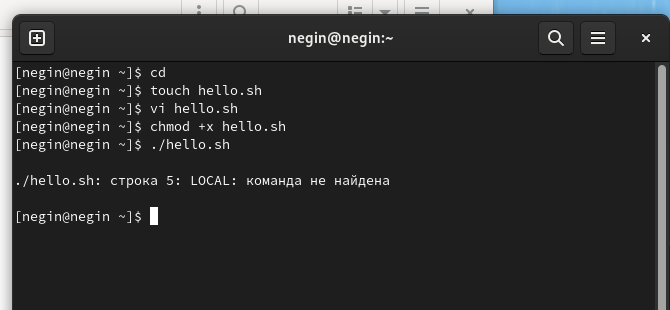 negin@negin:~
[negin@negin ~]$ cd
[negin@negin ~]$ touch hello.sh
[negin@negin ~]$ vi hello.sh
[negin@negin ~]$ chmod +x hello.sh
[negin@negin ~]$ ./hello.sh
./hello.sh: строка 5: LOCAL: команда не найдена
[negin@negin ~]$